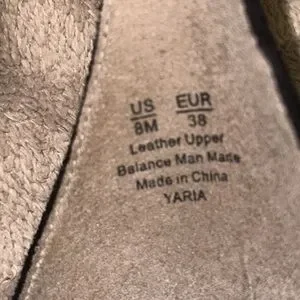 US EUR
8M 38
Leather Upper
Balance Man Made
Made in China
YARIA